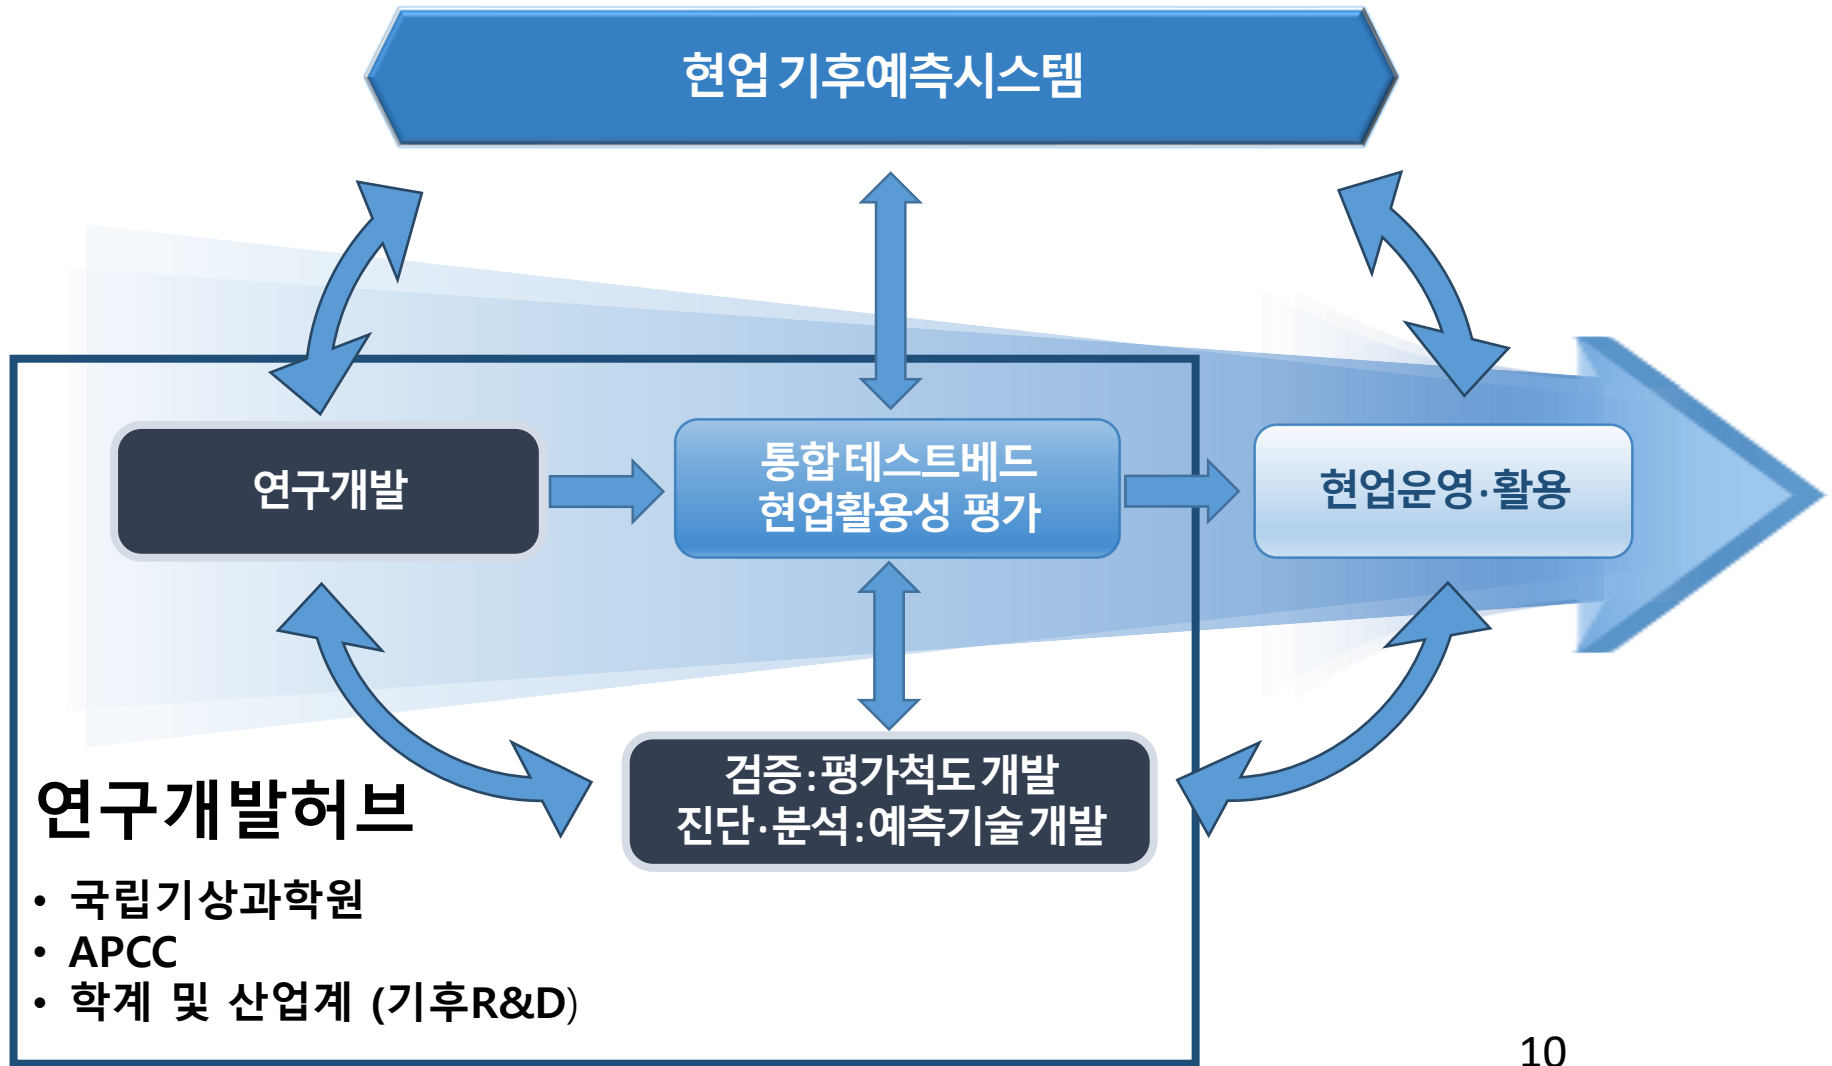 현업 기후예측시스템
연구개발
통합 테스트베드
현업활용성 평가
현업운영·활용
검증:평가척도 개발
진단·분석:예측기술 개발
연구개발허브
• 국립기상과학원
• APCC
• 학계 및 산업계 (기후R&D)
10